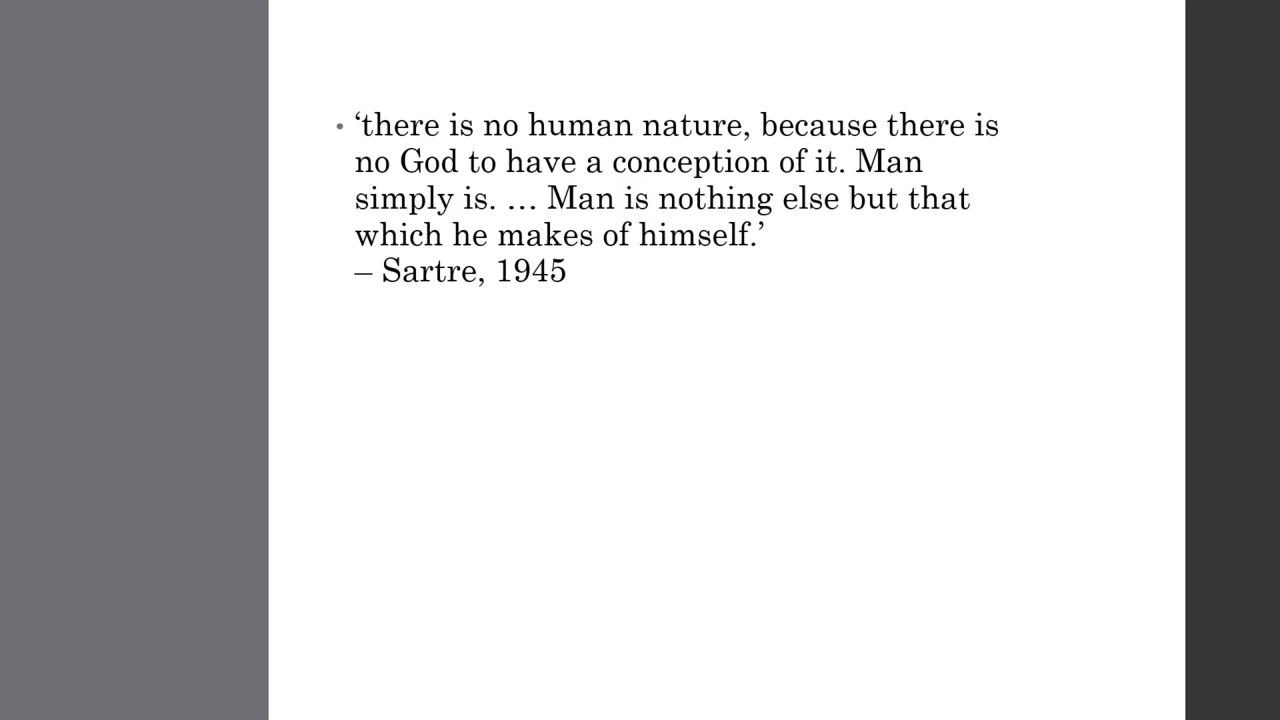 • ‘there is no human nature, because there is
no God to have a conception of it. Man
simply is. … Man is nothing else but that
which he makes of himself.’
– Sartre, 1945